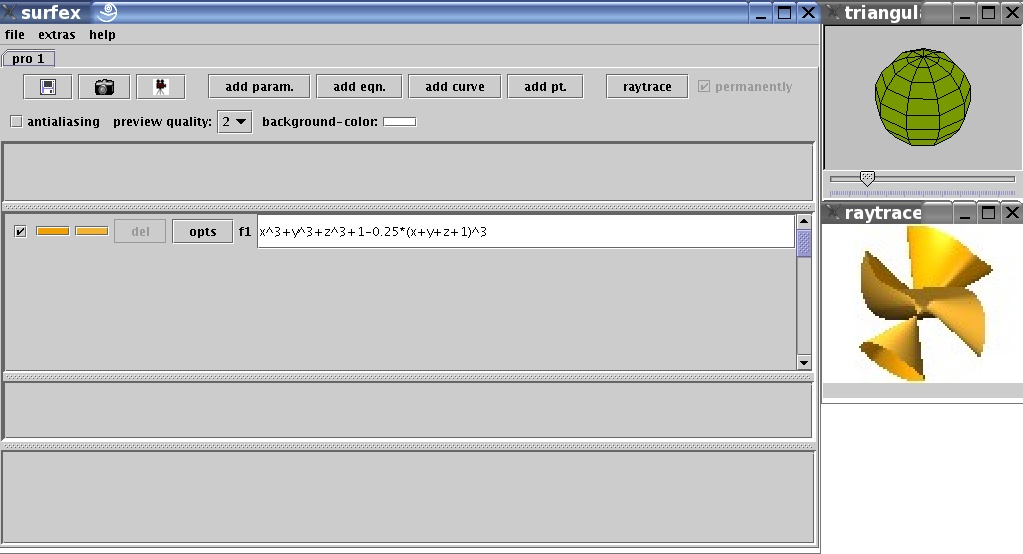 surfex
file extras help
pro 1
add param. add eqn. add curve add pt. raytrace permanently
antialiasing preview quality: 2 background-color:
del opts f1 x^3+y^3+z^3+1-0.25*(x+y+z+1)^3
triangul
raytrace